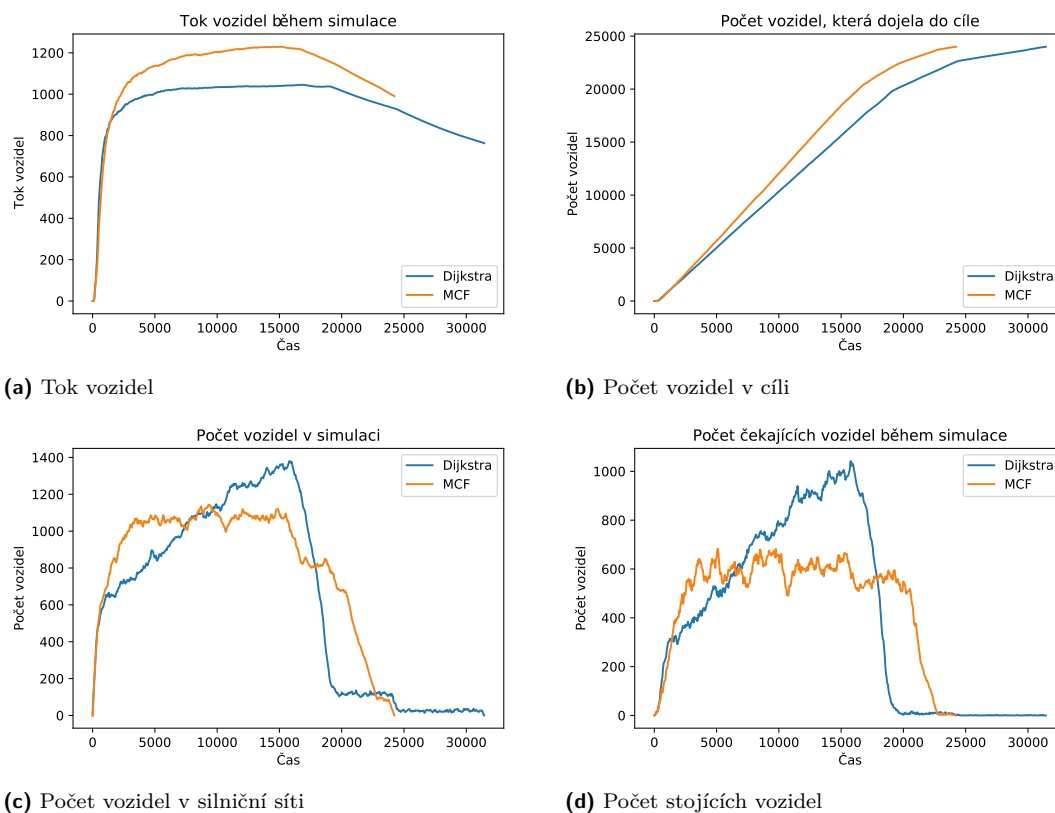 Tok vozidel během simulace
Tok vozidel
1200
1000
800
600
400
200
0
0 5000 10000 15000 20000 25000 30000
Čas
Dijkstra
MCF
(a) Tok vozidel
Počet vozidel, která dojela do cíle
Počet vozidel
25000
20000
15000
10000
5000
0
0 5000 10000 15000 20000 25000 30000
Čas
Dijkstra
MCF
(b) Počet vozidel v cíli
Počet vozidel v simulaci
Počet vozidel
1400
1200
1000
800
600
400
200
0
0 5000 10000 15000 20000 25000 30000
Čas
Dijkstra
MCF
(c) Počet vozidel v silniční síti
Počet čekajících vozidel během simulace
Počet vozidel
1000
800
600
400
200
0
0 5000 10000 15000 20000 25000 30000
Čas
Dijkstra
MCF
(d) Počet stojících vozidel